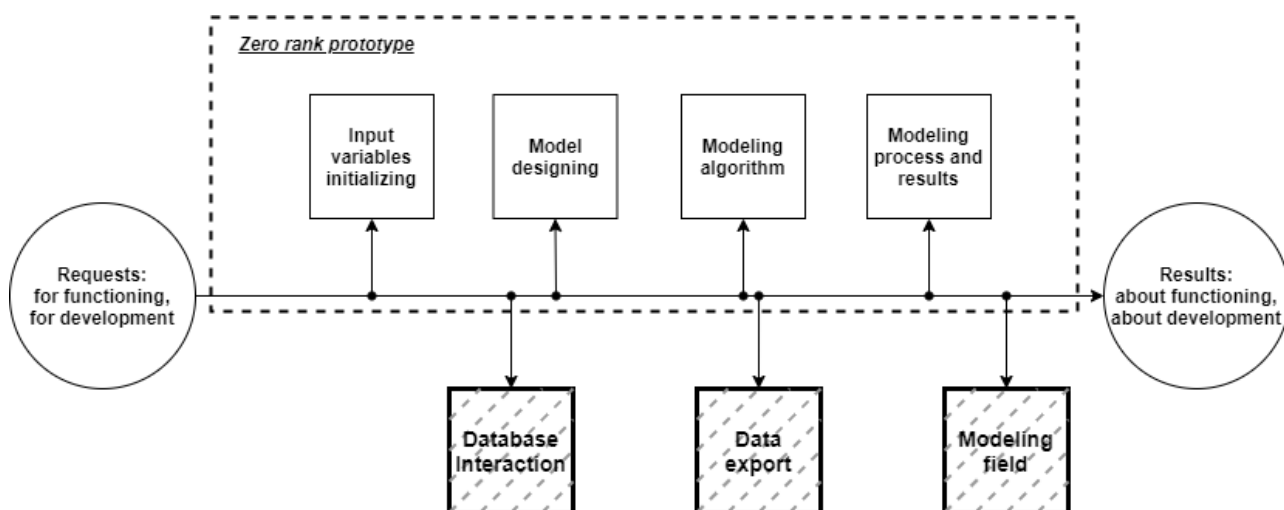 Zero rank prototype
Input
variables
initializing
Model
designing
Modeling
algorithm
Modeling
process and
results
Requests:
for functioning,
for development
Results:
about functioning,
about development
Database
Interaction
Data
export
Modeling
field